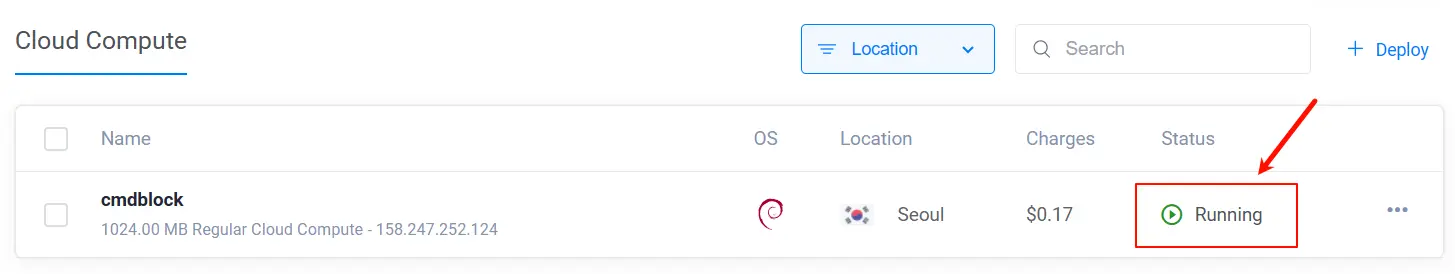 Cloud Compute
Location
Search
+ Deploy
Name OS Location Charges Status
cmdblock
1024.00 MB Regular Cloud Compute - 158.247.252.124
Seoul $0.17 Running